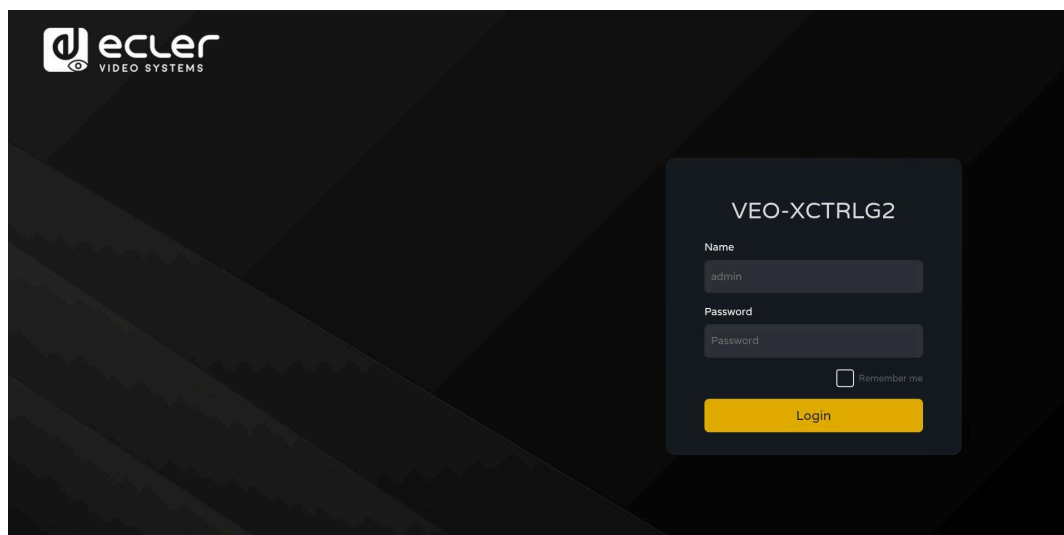 ecler
VIDEO SYSTEMS
VEO-XCTRLG2
Name
admin
Password
Password
Remember me
Login